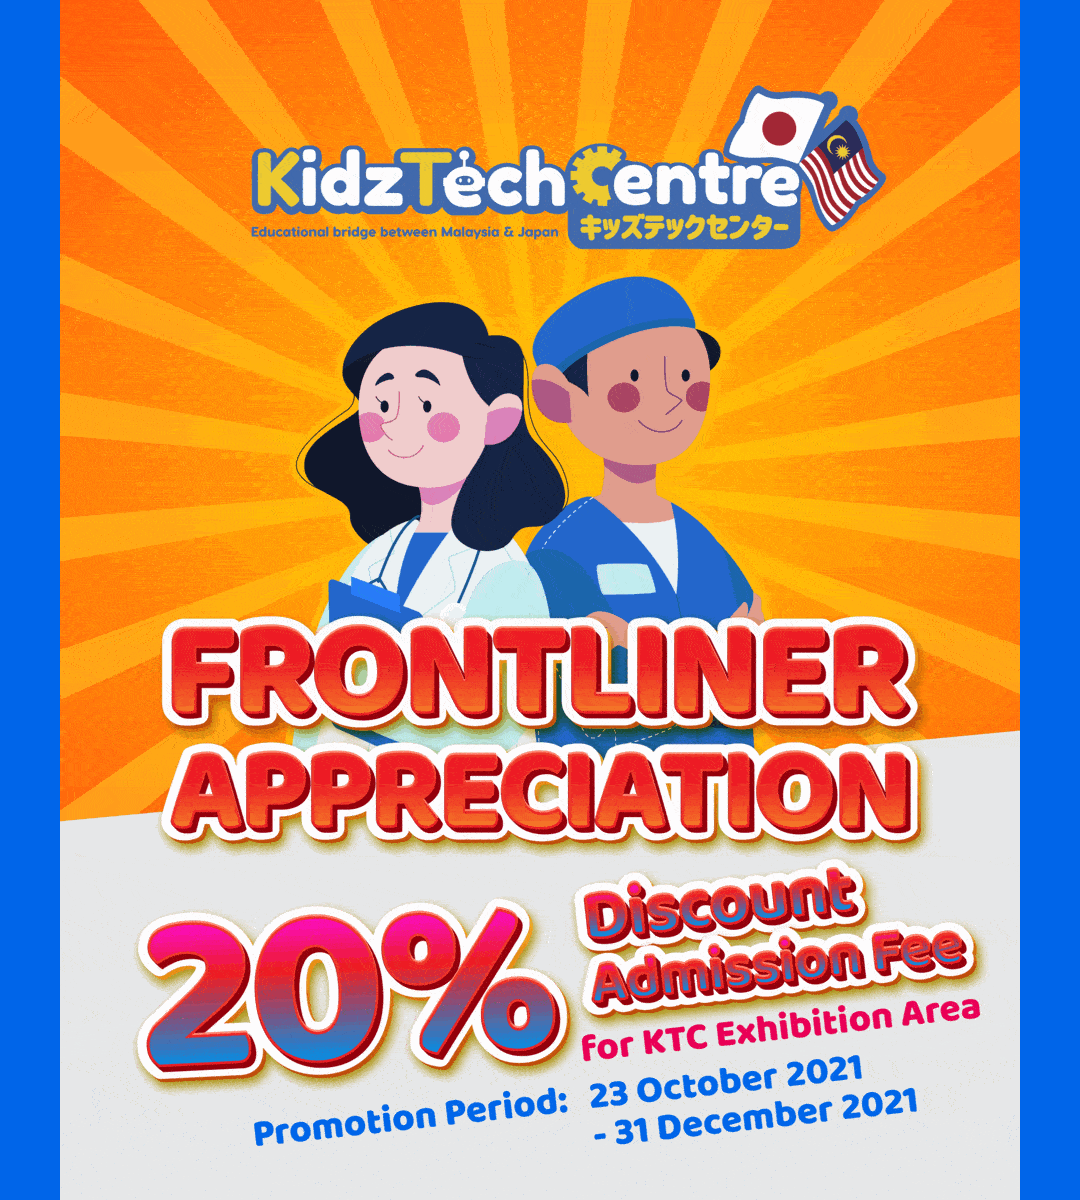 KidzTechCentre
Educational bridge between Malaysia & Japan
キッズテックセンター
FRONTLINER
APPRECIATION
20%
Discount
Admission Fee
for KTC Exhibition Area
Promotion Period: 23 October 2021
- 31 December 2021